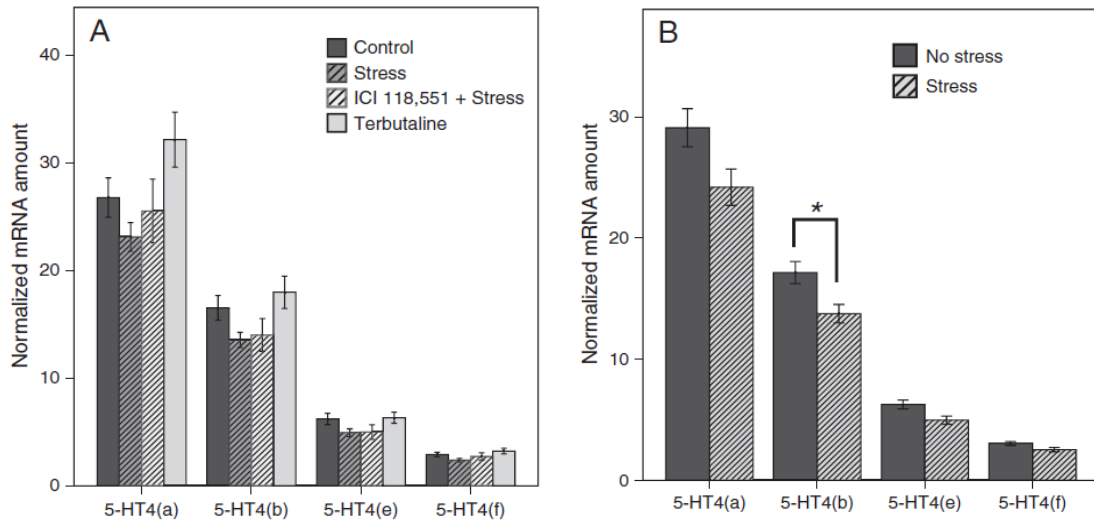 A
Control
Stress
ICI 118,551 + Stress
Terbutaline
Normalized mRNA amount
40
30
20
10
0
5-HT4(a) 5-HT4(b) 5-HT4(e) 5-HT4(f)
B
No stress
Stress
*
Normalized mRNA amount
30
20
10
0
5-HT4(a) 5-HT4(b) 5-HT4(e) 5-HT4(f)